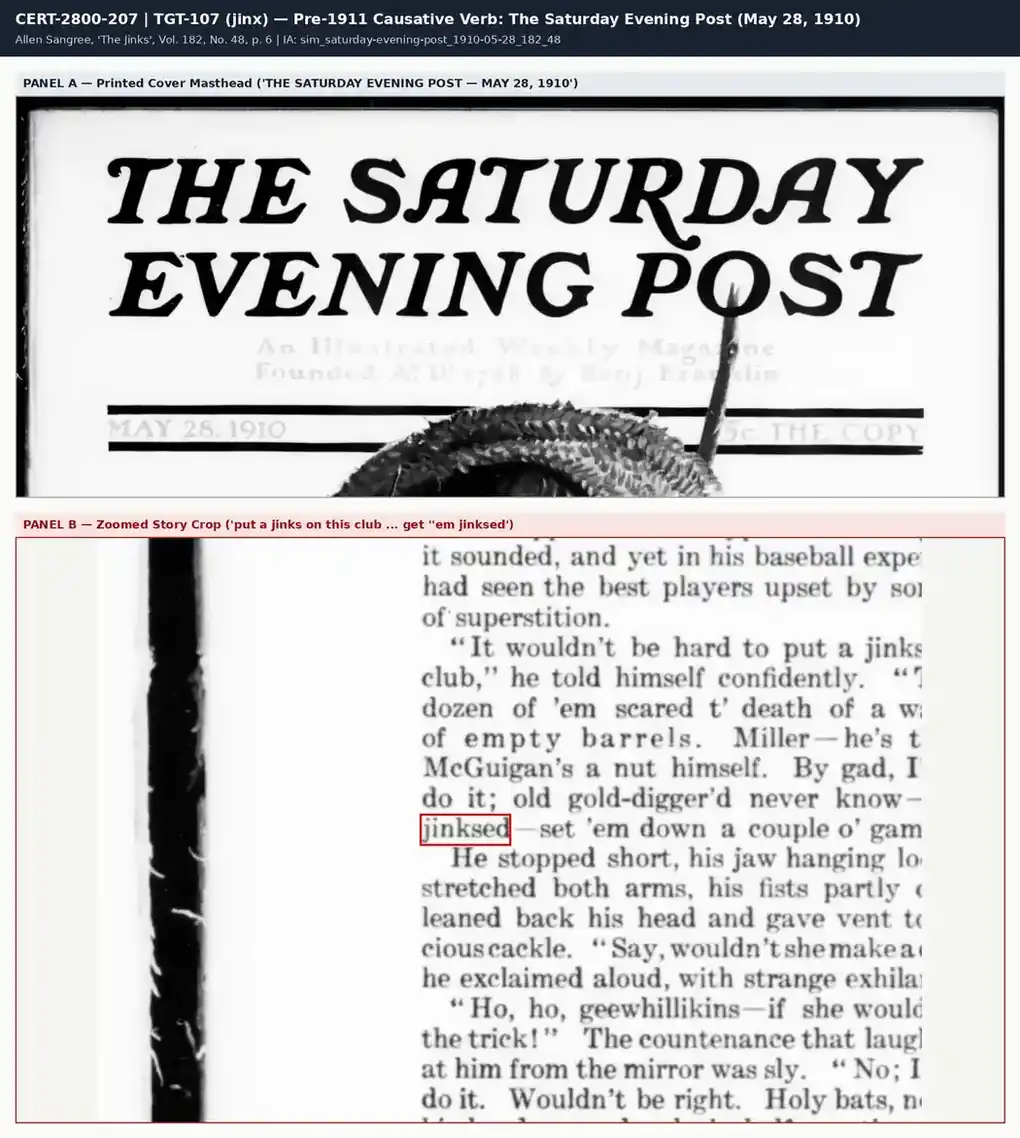 CERT-2800-207 | TGT-107 (jinx) — Pre-1911 Causative Verb: The Saturday Evening Post (May 28, 1910)
Allen Sangree, 'The Jinks', Vol. 182, No. 48, p. 6 | IA: sim_saturday-evening-post_1910-05-28_182_48
PANEL A — Printed Cover Masthead ('THE SATURDAY EVENING POST — MAY 28, 1910')
THE SATURDAY
EVENING POST
An Illustrated Weekly Magazine
Founded A. D. 1728 by Benj. Franklin
MAY 28, 1910 5c. THE COPY
PANEL B — Zoomed Story Crop ('put a jinks on this club ... get ''em jinksed')
it sounded, and yet in his baseball expe
had seen the best players upset by so
of superstition.
“It wouldn’t be hard to put a jinks
club,” he told himself confidently. “
dozen of ’em scared t’ death of a w
of empty barrels. Miller—he’s t
McGuigan’s a nut himself. By gad, I
do it; old gold-digger’d never know—
jinksed—set ’em down a couple o’ gam
He stopped short, his jaw hanging lo
stretched both arms, his fists partly
leaned back his head and gave vent t
cious cackle. “Say, wouldn’t she make a
he exclaimed aloud, with strange exhila
“Ho, ho, geewhillikins—if she would
the trick!” The countenance that laug
at him from the mirror was sly. “No; I
do it. Wouldn’t be right. Holy bats, n